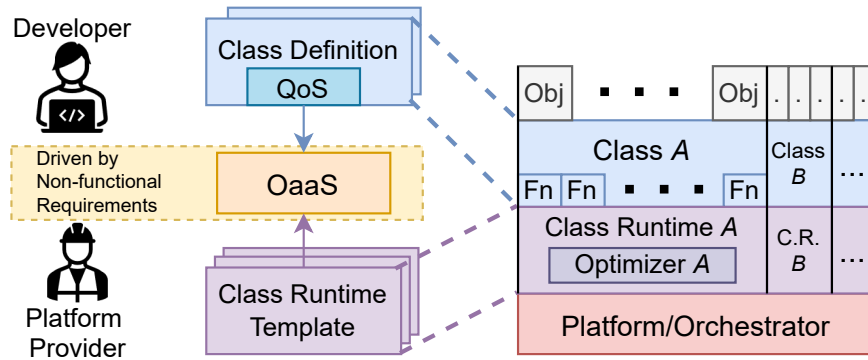 Developer
</>
Class Definition
QoS
Driven by
Non-functional
Requirements
OaaS
Platform
Provider
Class Runtime
Template
Obj
Obj
. . .
. .
Class A
Class
B
...
Fn
Fn
Fn
Class Runtime A
Optimizer A
C.R.
B
...
Platform/Orchestrator